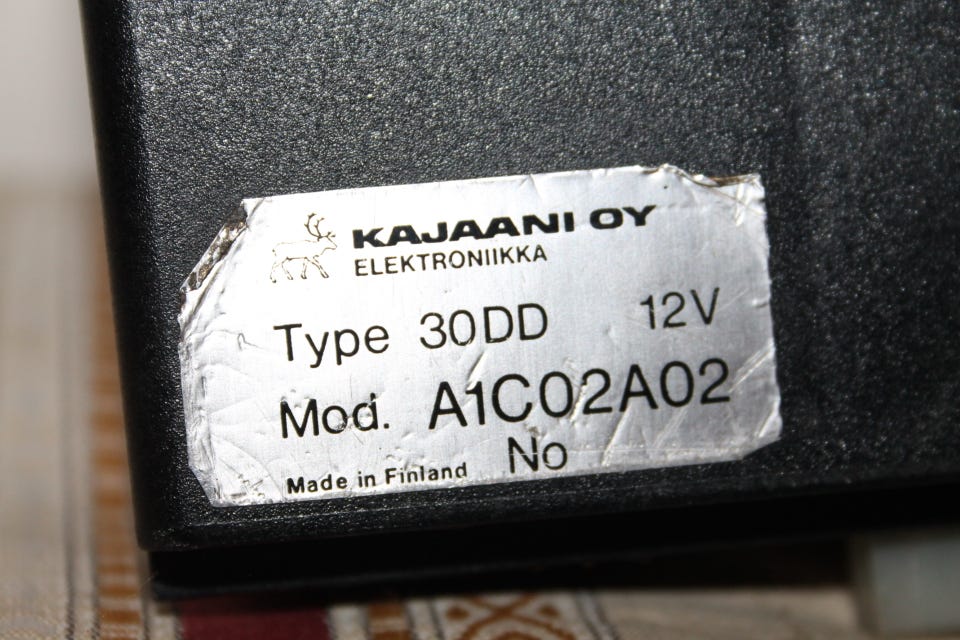 KAJAANI OY
ELEKTRONIIKKA
Type 30DD 12V
Mod. A1C02A02
Made in Finland No